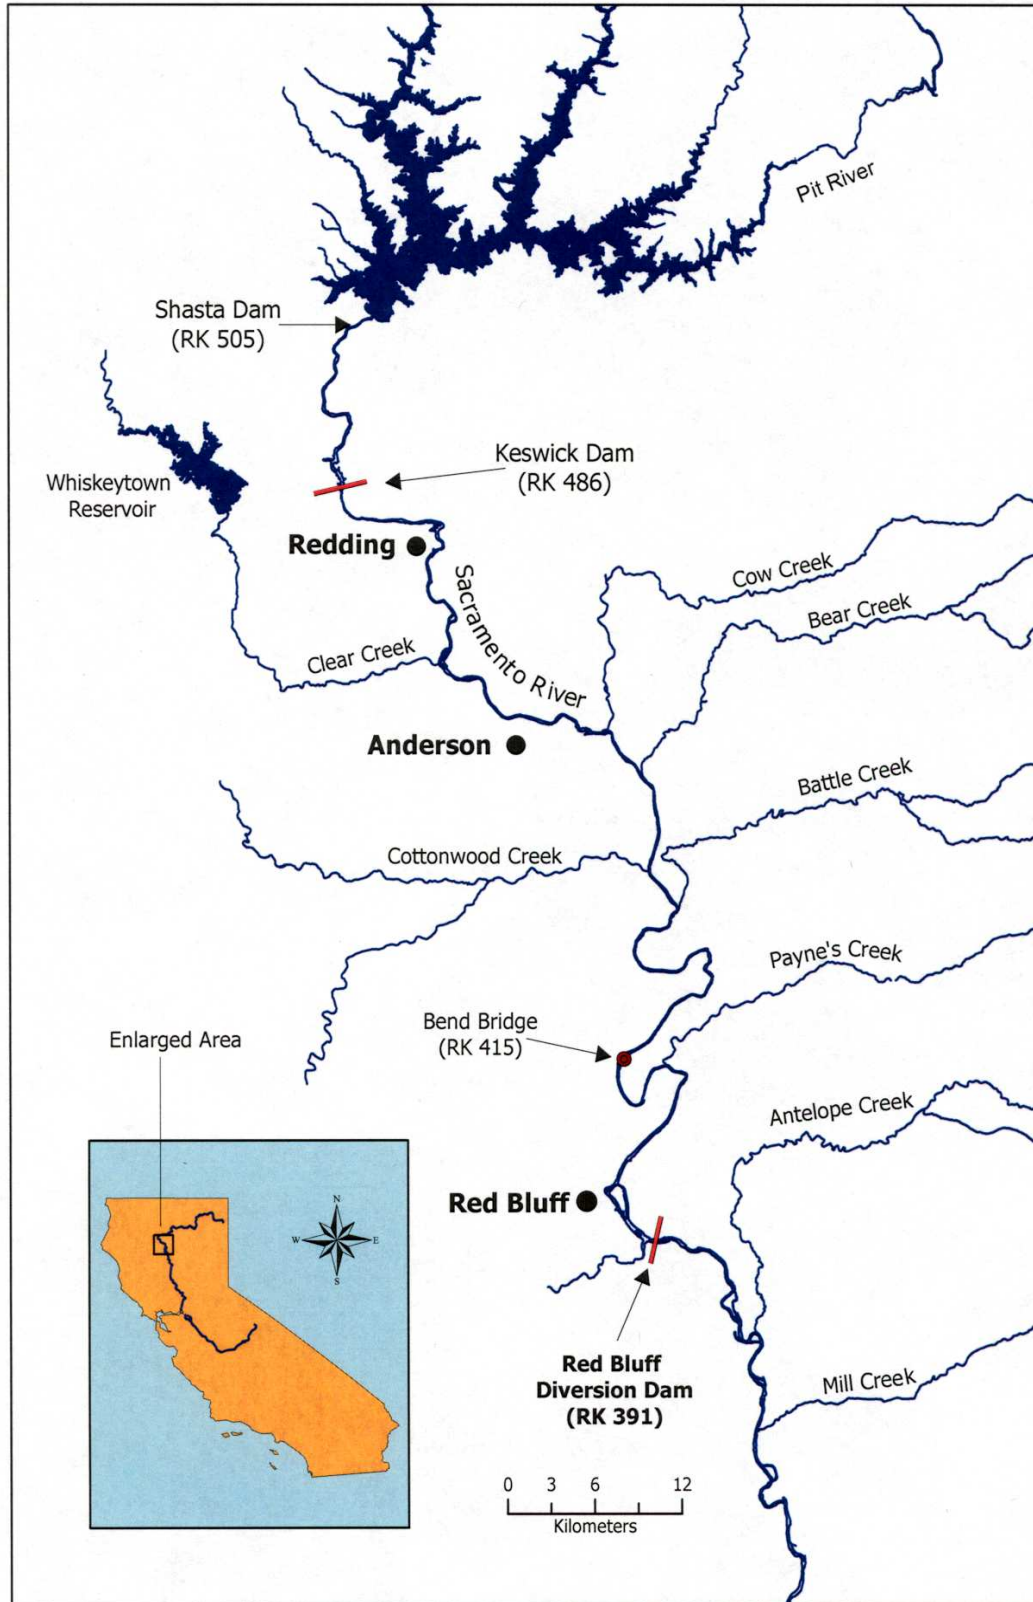 Pit River
Shasta Dam
(RK 505)
Keswick Dam
(RK 486)
Whiskeytown
Reservoir
Redding
Sacramento River
Cow Creek
Bear Creek
Clear Creek
Anderson
Battle Creek
Cottonwood Creek
Payne's Creek
Bend Bridge
(RK 415)
Enlarged Area
Antelope Creek
Red Bluff
N
W
E
S
Red Bluff
Diversion Dam
(RK 391)
Mill Creek
0 3 6 12
Kilometers